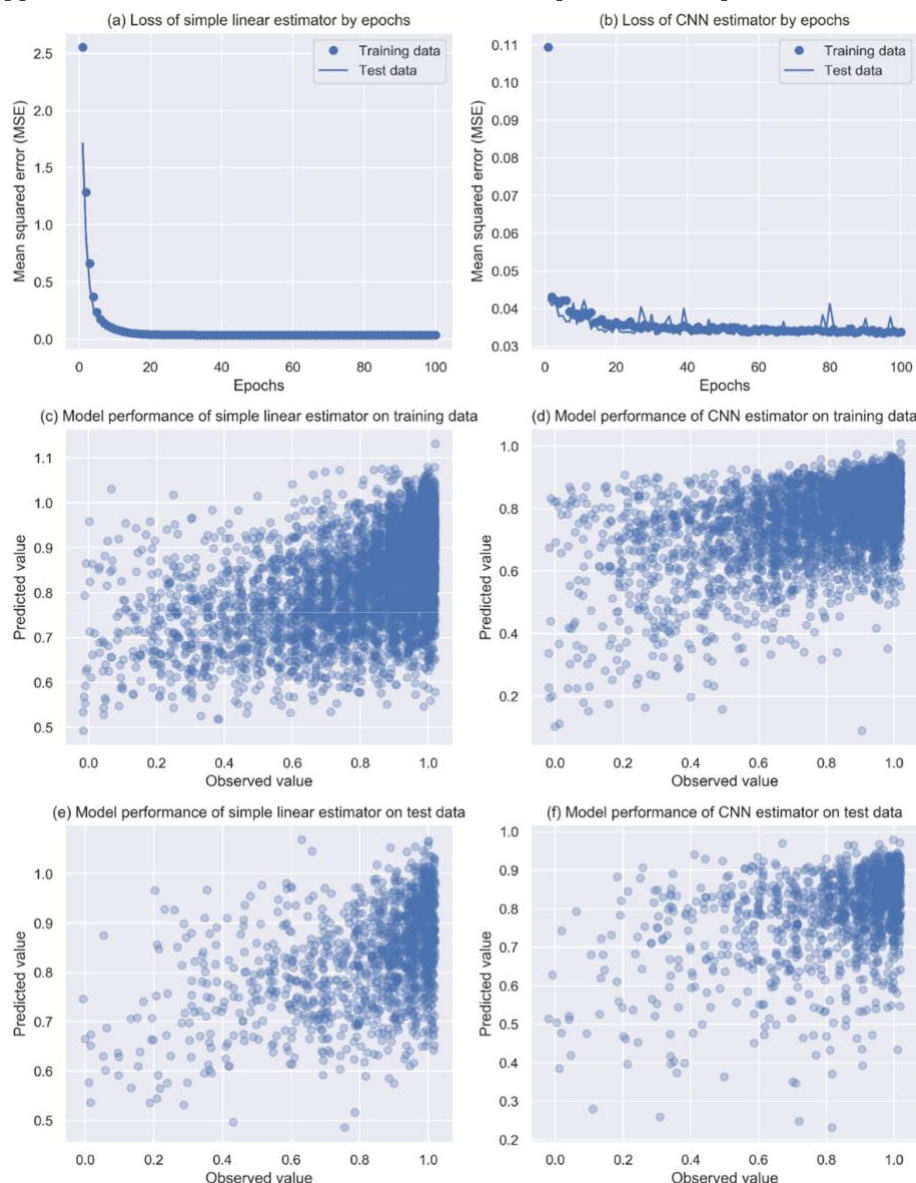 (a) Loss of simple linear estimator by epochs
2.5
2.0
1.5
1.0
0.5
0.0
Mean squared error (MSE)
Training data
Test data
0 20 40 60 80 100
Epochs
(b) Loss of CNN estimator by epochs
0.11
0.10
0.09
0.08
0.07
0.06
0.05
0.04
0.03
Mean squared error (MSE)
Training data
Test data
0 20 40 60 80 100
Epochs
(c) Model performance of simple linear estimator on training data
1.1
1.0
0.9
0.8
0.7
0.6
0.5
Predicted value
0.0 0.2 0.4 0.6 0.8 1.0
Observed value
(d) Model performance of CNN estimator on training data
1.0
0.8
0.6
0.4
0.2
Predicted value
0.0 0.2 0.4 0.6 0.8 1.0
Observed value
(e) Model performance of simple linear estimator on test data
1.0
0.9
0.8
0.7
0.6
0.5
Predicted value
0.0 0.2 0.4 0.6 0.8 1.0
Observed value
(f) Model performance of CNN estimator on test data
1.0
0.9
0.8
0.7
0.6
0.5
0.4
0.3
0.2
Predicted value
0.0 0.2 0.4 0.6 0.8 1.0
Observed value